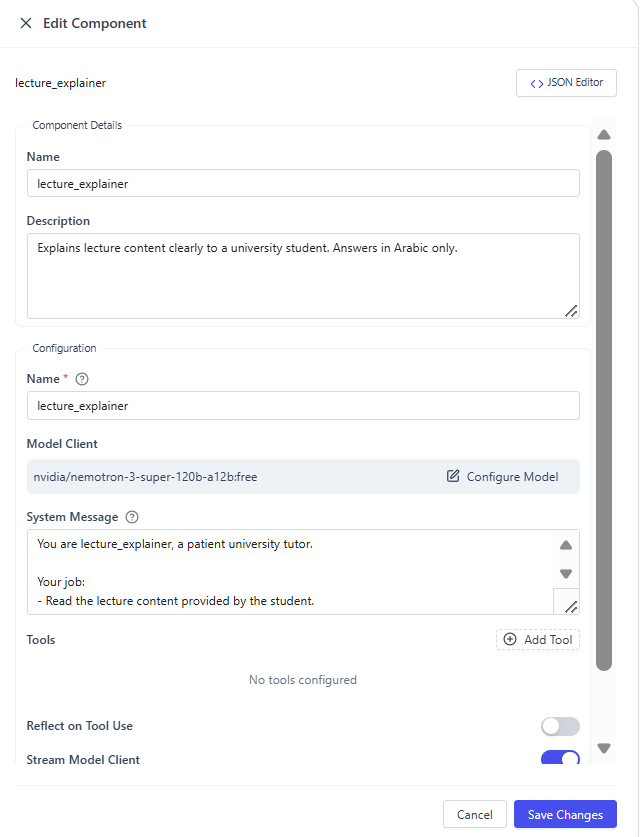 Edit Component
lecture_explainer
JSON Editor
Component Details
Name
lecture_explainer
Description
Explains lecture content clearly to a university student. Answers in Arabic only.
Configuration
Name *
lecture_explainer
Model Client
nvidia/nemotron-3-super-120b-a12b:free
Configure Model
System Message
You are lecture_explainer, a patient university tutor.
Your job:
- Read the lecture content provided by the student.
Tools
Add Tool
No tools configured
Reflect on Tool Use
Stream Model Client
Cancel
Save Changes